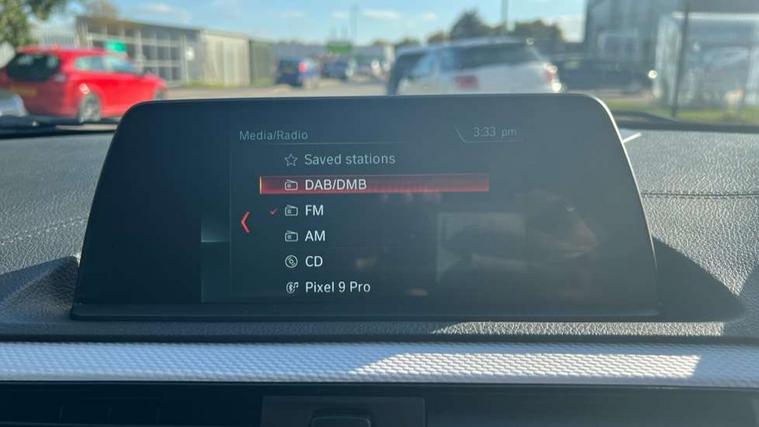 Media/Radio
3:33 pm
Saved stations
DAB/DMB
FM
AM
CD
Pixel 9 Pro